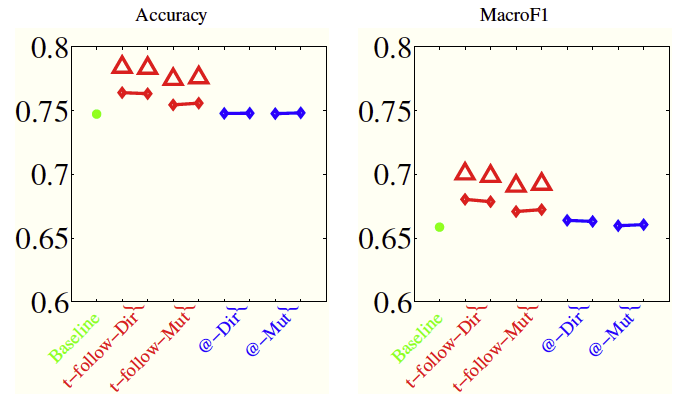 Accuracy
0.8
0.75
0.7
0.65
0.6
Baseline
t-follow-Dir{
t-follow-Mut{
@-Dir{
@-Mut{
MacroF1
0.8
0.75
0.7
0.65
0.6
Baseline
t-follow-Dir{
t-follow-Mut{
@-Dir{
@-Mut{